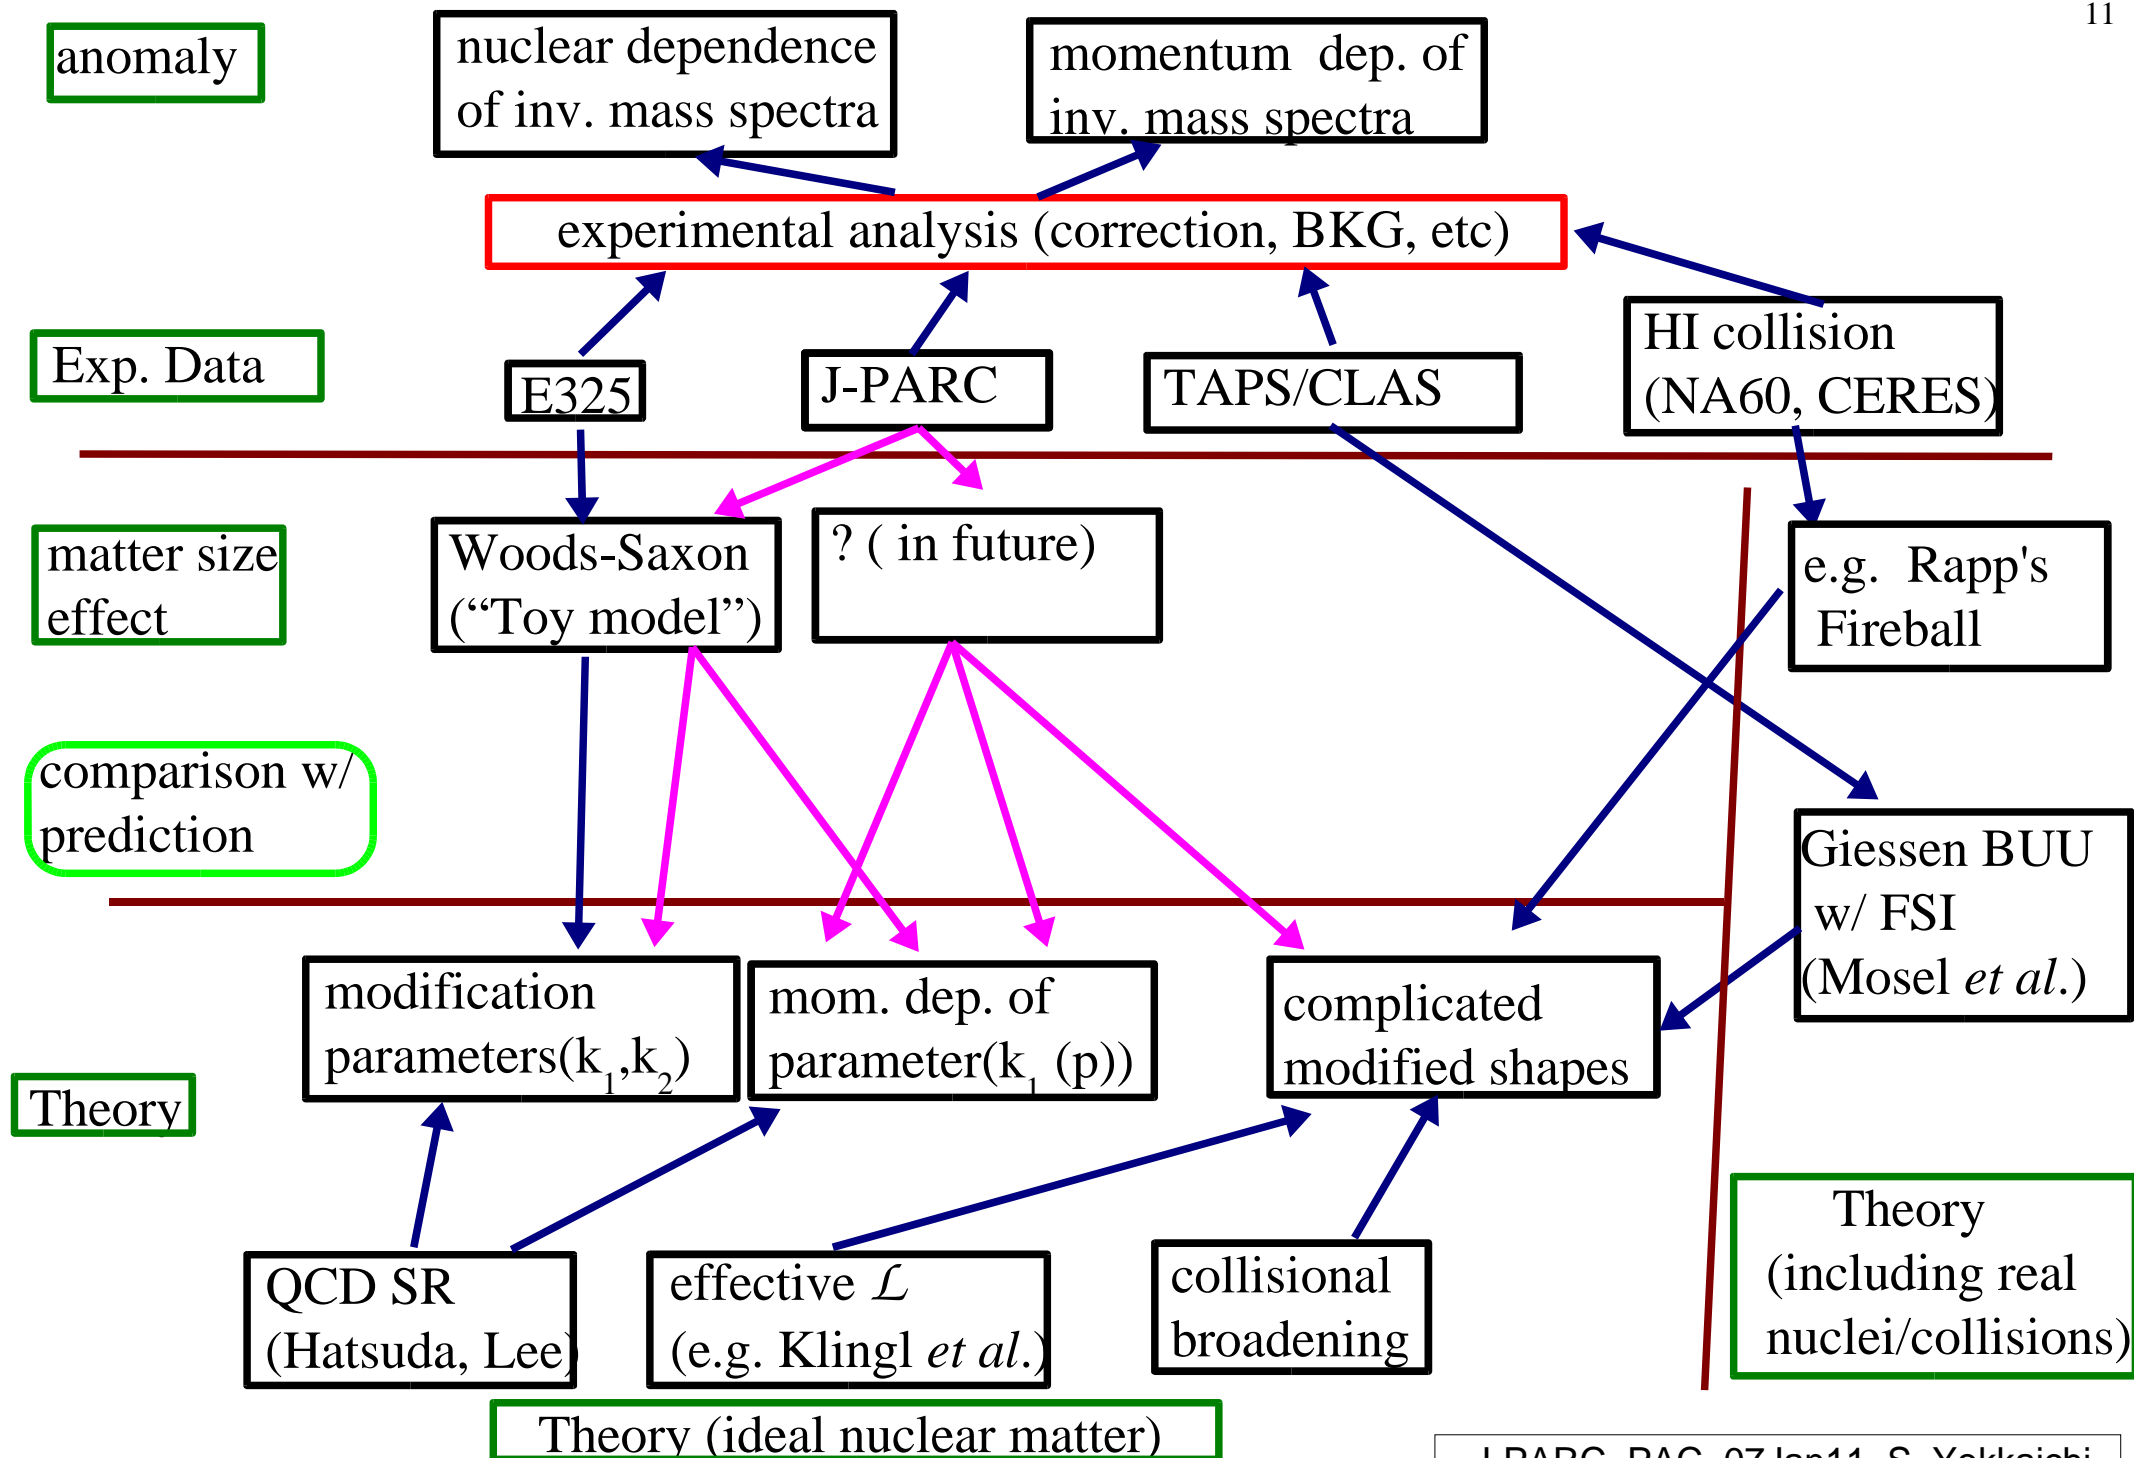 11
anomaly
nuclear dependence
of inv. mass spectra
momentum dep. of
inv. mass spectra
experimental analysis (correction, BKG, etc)
Exp. Data
E325
J-PARC
TAPS/CLAS
HI collision
(NA60, CERES)
matter size
effect
Woods-Saxon
(“Toy model”)
? ( in future)
e.g. Rapp's
Fireball
comparison w/
prediction
Giessen BUU
w/ FSI
(Mosel et al.)
modification
parameters(k₁,k₂)
mom. dep. of
parameter(k₁ (p))
complicated
modified shapes
Theory
QCD SR
(Hatsuda, Lee)
effective ℒ
(e.g. Klingl et al.)
collisional
broadening
Theory
(including real
nuclei/collisions)
Theory (ideal nuclear matter)
J-PARC PAC 07Jan11 S. Yokkaichi